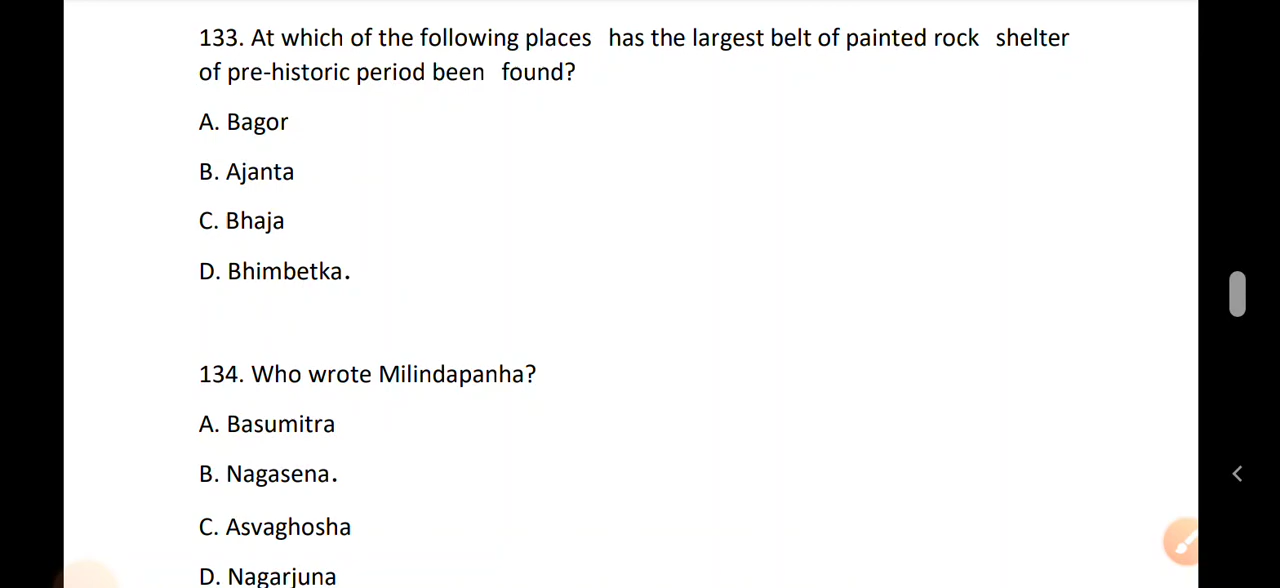 133. At which of the following places has the largest belt of painted rock shelter
of pre-historic period been found?
A. Bagor
B. Ajanta
C. Bhaja
D. Bhimbetka.
134. Who wrote Milindapanha?
A. Basumitra
B. Nagasena.
C. Asvaghosha
D. Nagarjuna